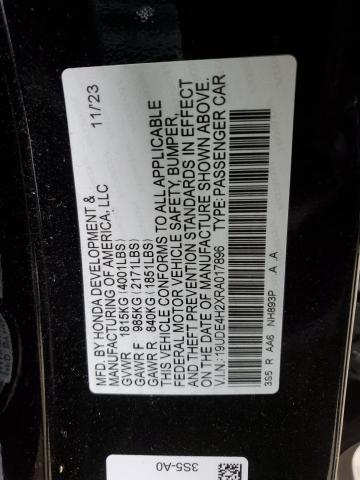 MFD. BY HONDA DEVELOPMENT &
MANUFACTURING OF AMERICA, LLC 11/23
GVWR 1815KG (4001LBS)
GAWR F 985KG (2171LBS)
GAWR R 840KG (1851LBS)
THIS VEHICLE CONFORMS TO ALL APPLICABLE
FEDERAL MOTOR VEHICLE SAFETY, BUMPER,
AND THEFT PREVENTION STANDARDS IN EFFECT
ON THE DATE OF MANUFACTURE SHOWN ABOVE.
V.I.N.: 19UDE4H2XRA017896 TYPE: PASSENGER CAR
3S5 R AA6 NH893P A A
3S5-A0